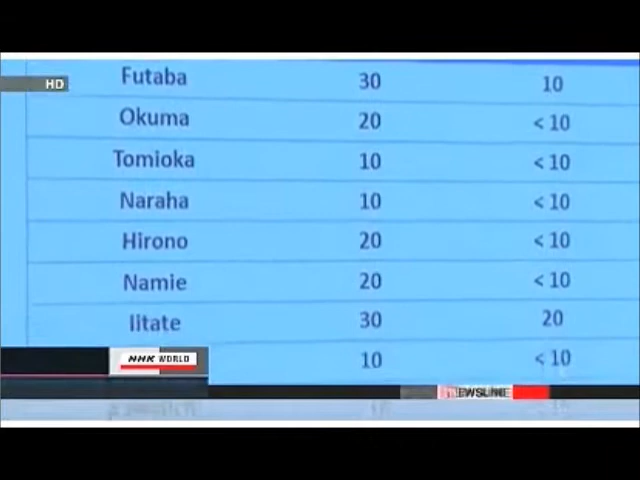 Futaba 30 10
HD
Okuma 20 < 10
Tomioka 10 < 10
Naraha 10 < 10
Hirono 20 < 10
Namie 20 < 10
Iitate 30 20
NHK WORLD
10 < 10
NEWSLINE